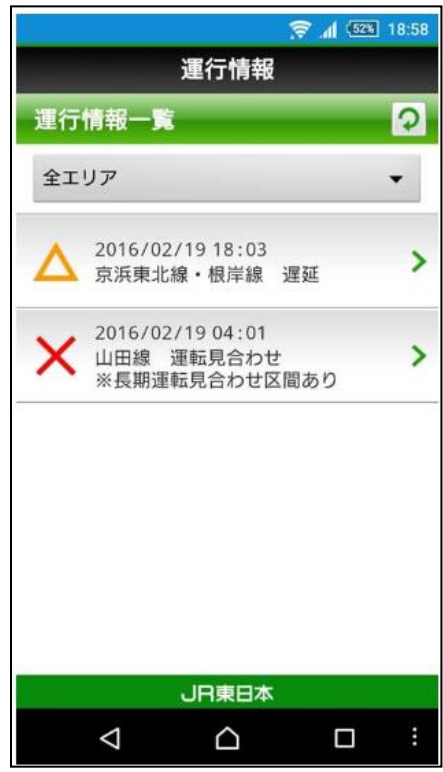 52% 18:58
運行情報
運行情報一覧
全エリア
2016/02/19 18:03
京浜東北線・根岸線　遅延
2016/02/19 04:01
山田線　運転見合わせ
※長期運転見合わせ区間あり
JR東日本